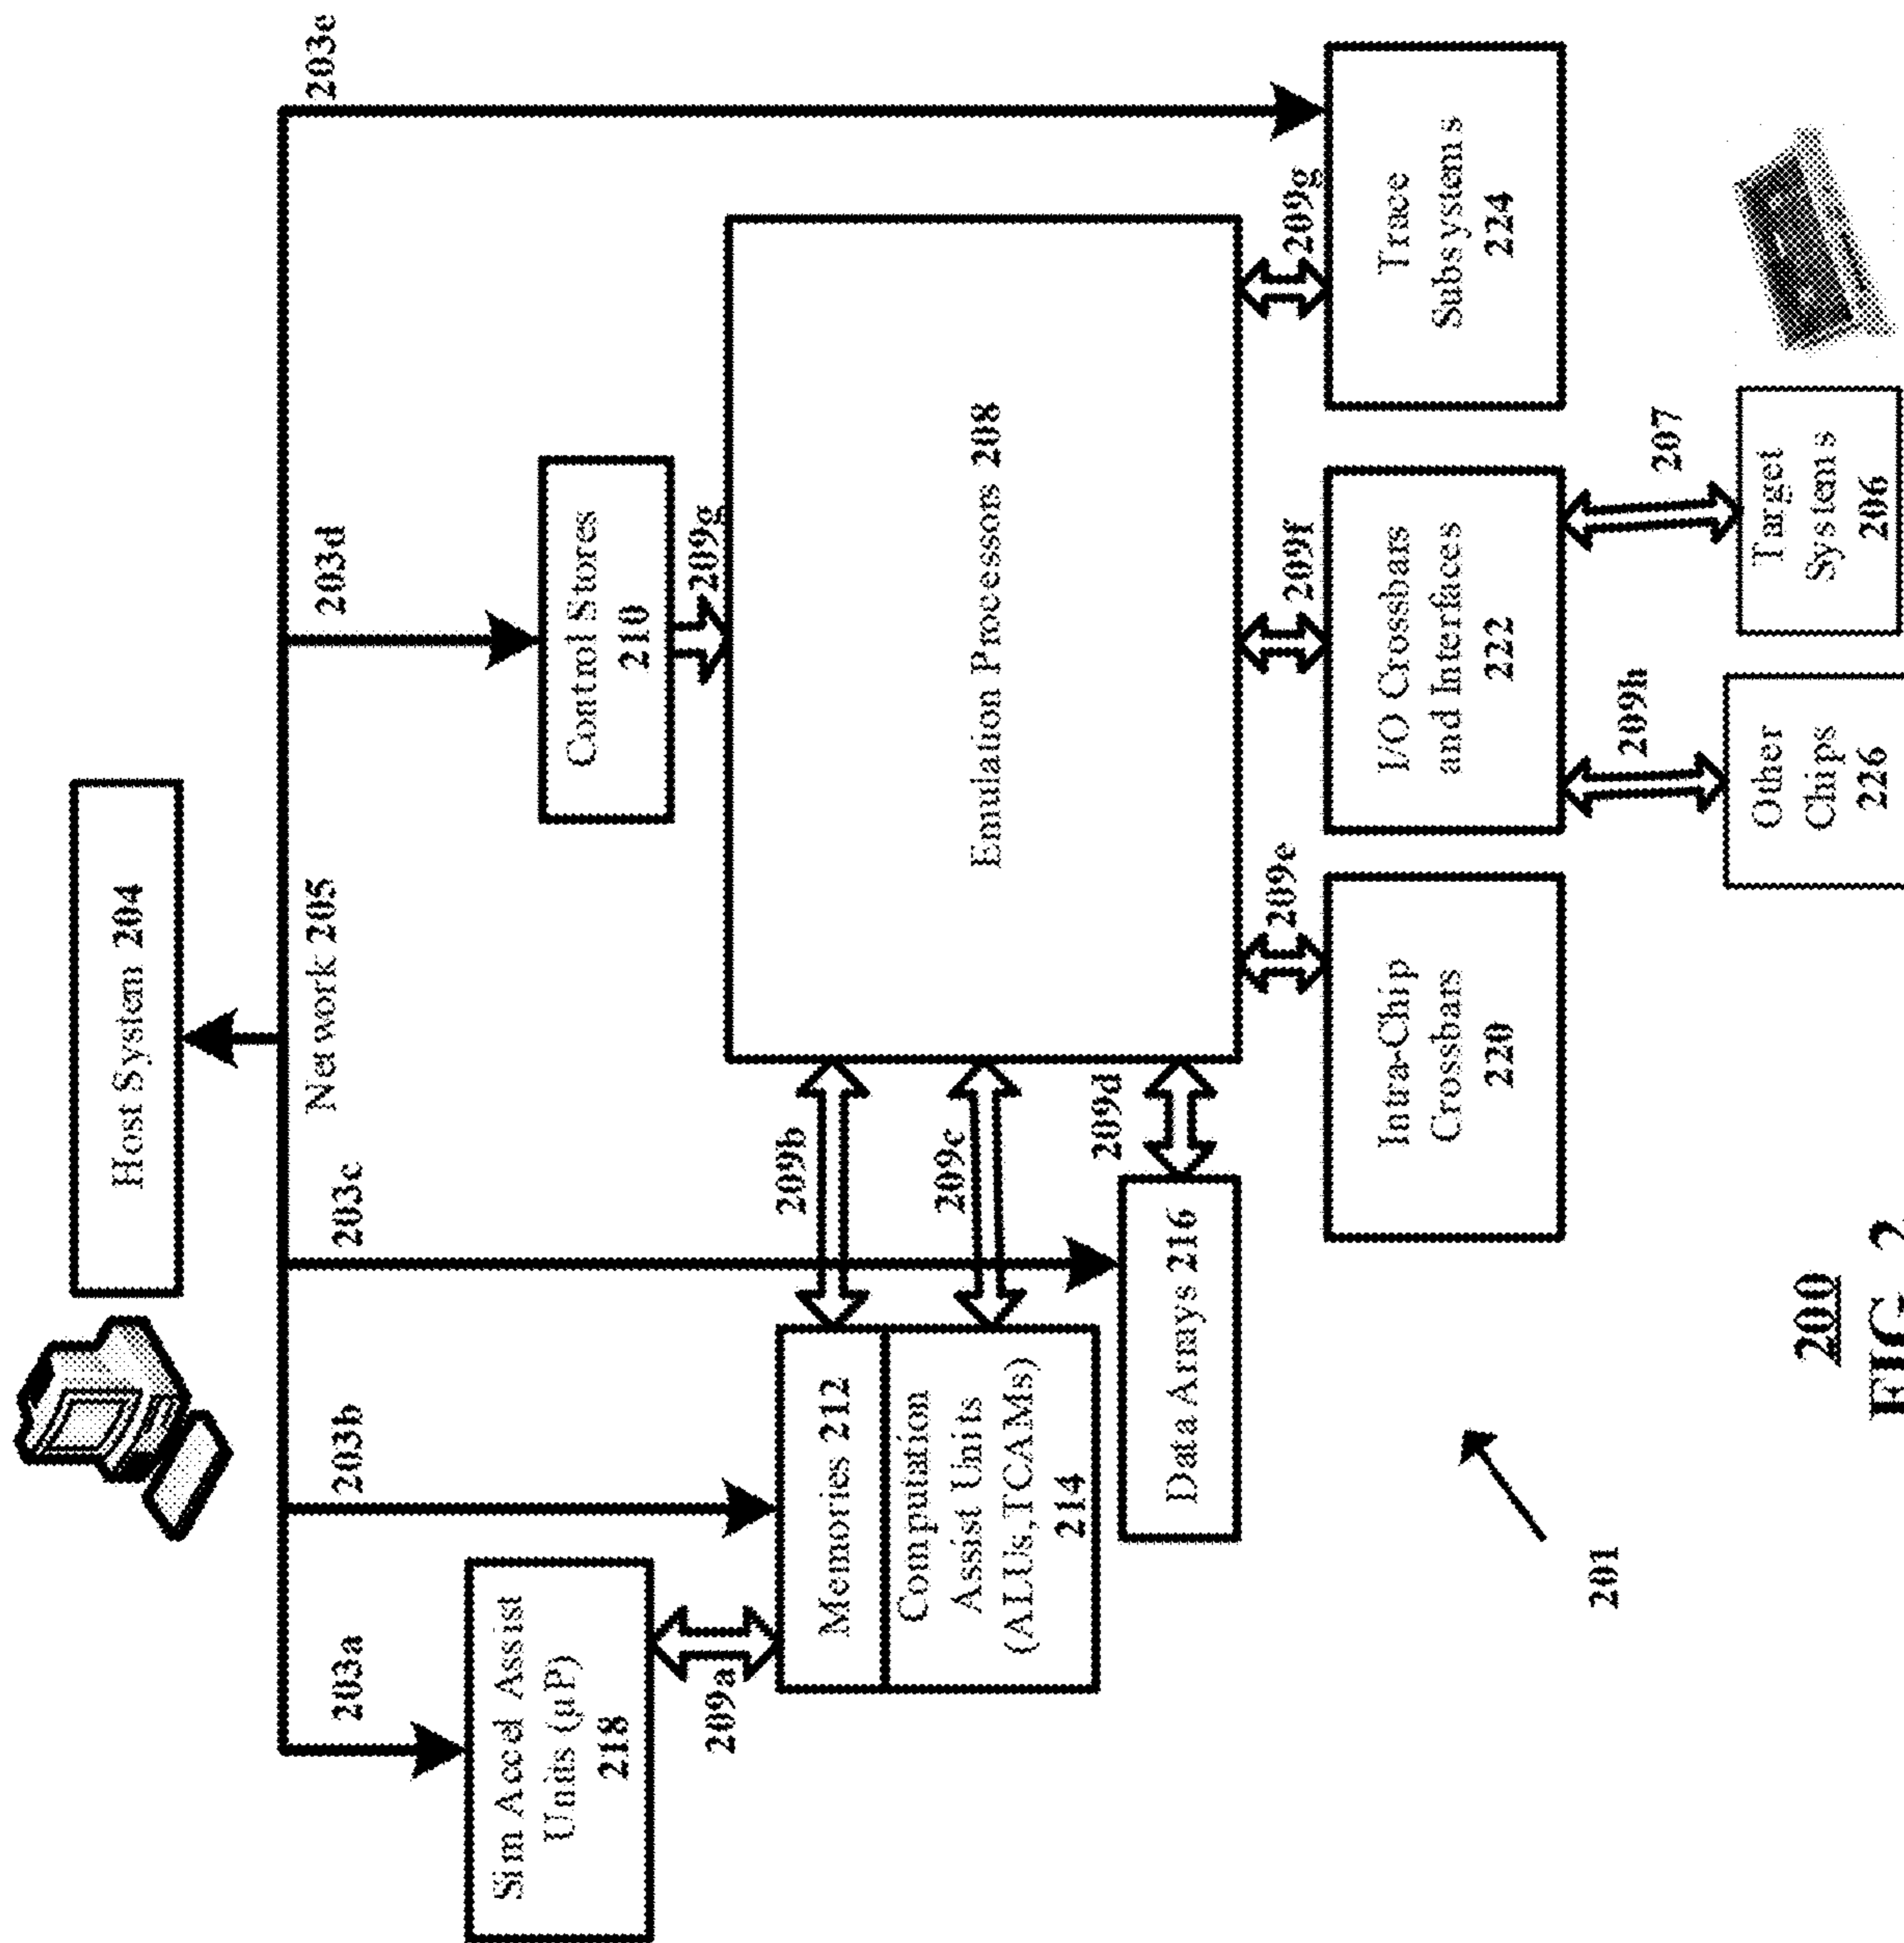 Host System 204
Network 205
203a
203b
203c
203d
203e
Sim Accel Assist
Units (µP)
218
209a
Memories 212
Computation
Assist Units
(ALUs,TCAMs)
214
209b
209c
209d
Data Arrays 216
Control Stores
210
209g
Emulation Processors 208
209e
209f
209g
Intra-Chip
Crossbars
220
I/O Crossbars
and Interfaces
222
Trace
Subsystems
224
209h
207
Other
Chips
226
Target
Systems
206
201
200
FIG. 2